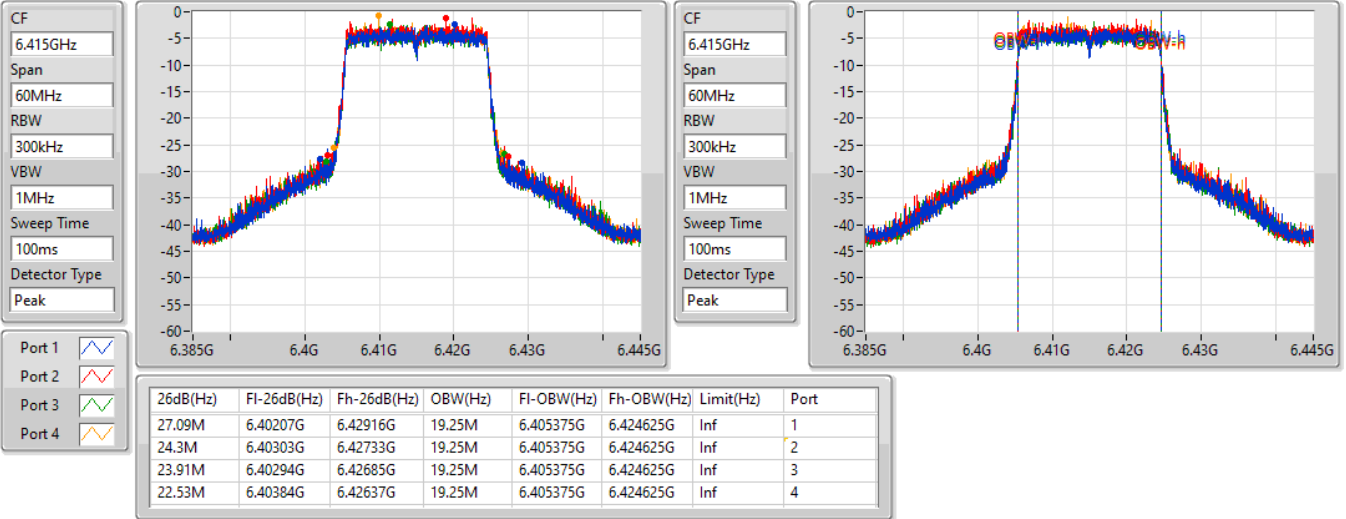 CF
6.415GHz
Span
60MHz
RBW
300kHz
VBW
1MHz
Sweep Time
100ms
Detector Type
Peak
Port 1
Port 2
Port 3
Port 4
0
-5
-10
-15
-20
-25
-30
-35
-40
-45
-50
-55
-60
6.385G 6.4G 6.41G 6.42G 6.43G 6.445G
CF
6.415GHz
Span
60MHz
RBW
300kHz
VBW
1MHz
Sweep Time
100ms
Detector Type
Peak
0
-5
-10
-15
-20
-25
-30
-35
-40
-45
-50
-55
-60
OBW-h
6.385G 6.4G 6.41G 6.42G 6.43G 6.445G
26dB(Hz) Fl-26dB(Hz) Fh-26dB(Hz) OBW(Hz) Fl-OBW(Hz) Fh-OBW(Hz) Limit(Hz) Port
27.09M 6.40207G 6.42916G 19.25M 6.405375G 6.424625G Inf 1
24.3M 6.40303G 6.42733G 19.25M 6.405375G 6.424625G Inf 2
23.91M 6.40294G 6.42685G 19.25M 6.405375G 6.424625G Inf 3
22.53M 6.40384G 6.42637G 19.25M 6.405375G 6.424625G Inf 4